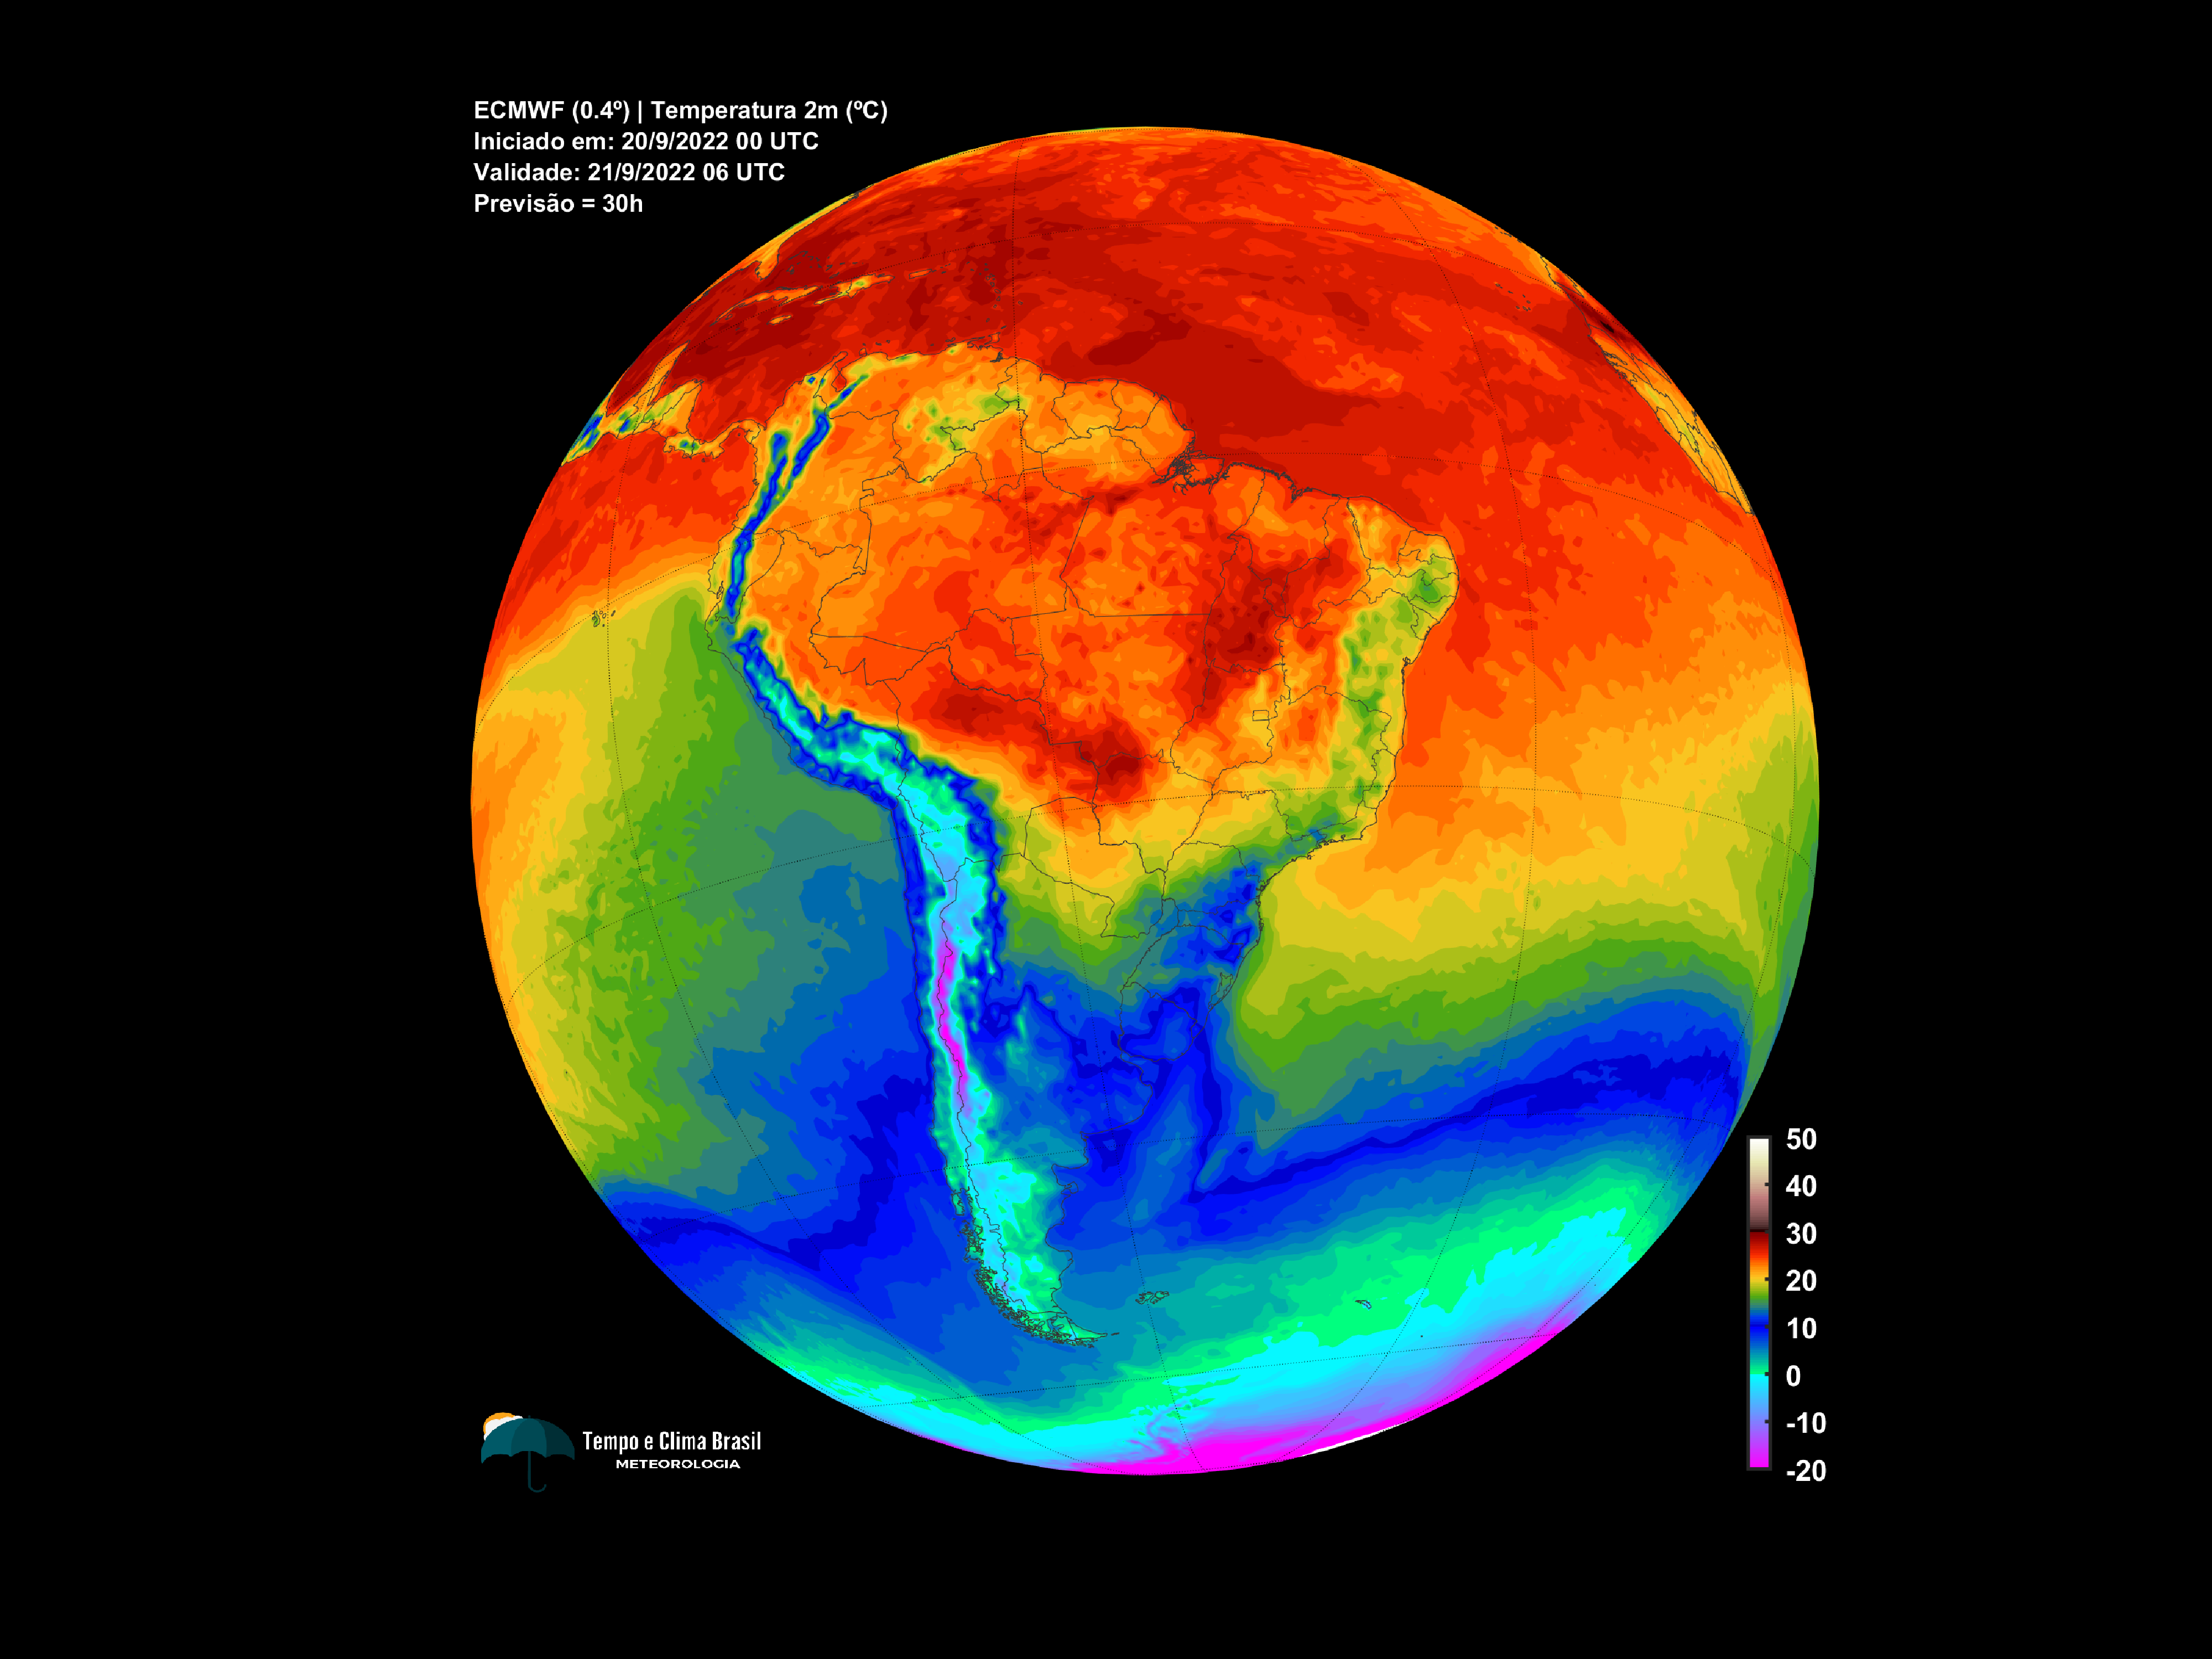 ECMWF (0.4º) | Temperatura 2m (ºC)
Iniciado em: 20/9/2022 00 UTC
Validade: 21/9/2022 06 UTC
Previsão = 30h
50
40
30
20
10
0
-10
-20
Tempo e Clima Brasil
METEOROLOGIA